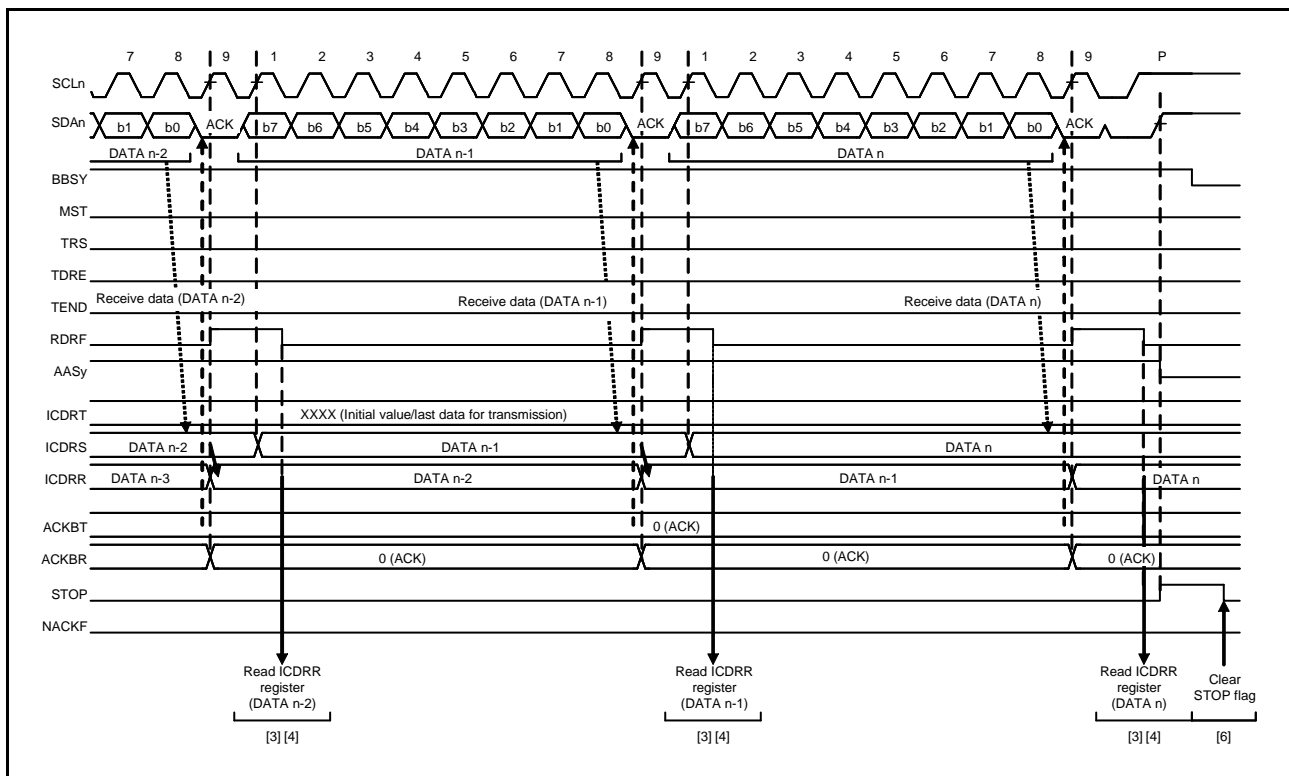 7 8 9 1 2 3 4 5 6 7 8 9 1 2 3 4 5 6 7 8 9 P
SCLn
SDAn b1 b0 ACK b7 b6 b5 b4 b3 b2 b1 b0 ACK b7 b6 b5 b4 b3 b2 b1 b0 ACK
DATA n-2 DATA n-1 DATA n
BBSY
MST
TRS
TDRE
Receive data (DATA n-2) Receive data (DATA n-1) Receive data (DATA n)
TEND
RDRF
AASy
ICDRT XXXX (Initial value/last data for transmission)
ICDRS DATA n-2 DATA n-1 DATA n
ICDRR DATA n-3 DATA n-2 DATA n-1 DATA n
ACKBT 0 (ACK)
ACKBR 0 (ACK) 0 (ACK) 0 (ACK)
STOP
NACKF
Read ICDRR
register
(DATA n-2)
[3] [4]
Read ICDRR
register
(DATA n-1)
[3] [4]
Read ICDRR
register
(DATA n)
[3] [4]
Clear
STOP flag
[6]